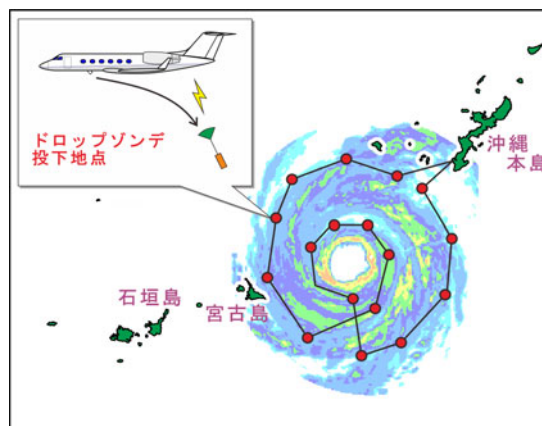 ドロップゾンデ
投下地点
沖縄
本島
石垣島
宮古島